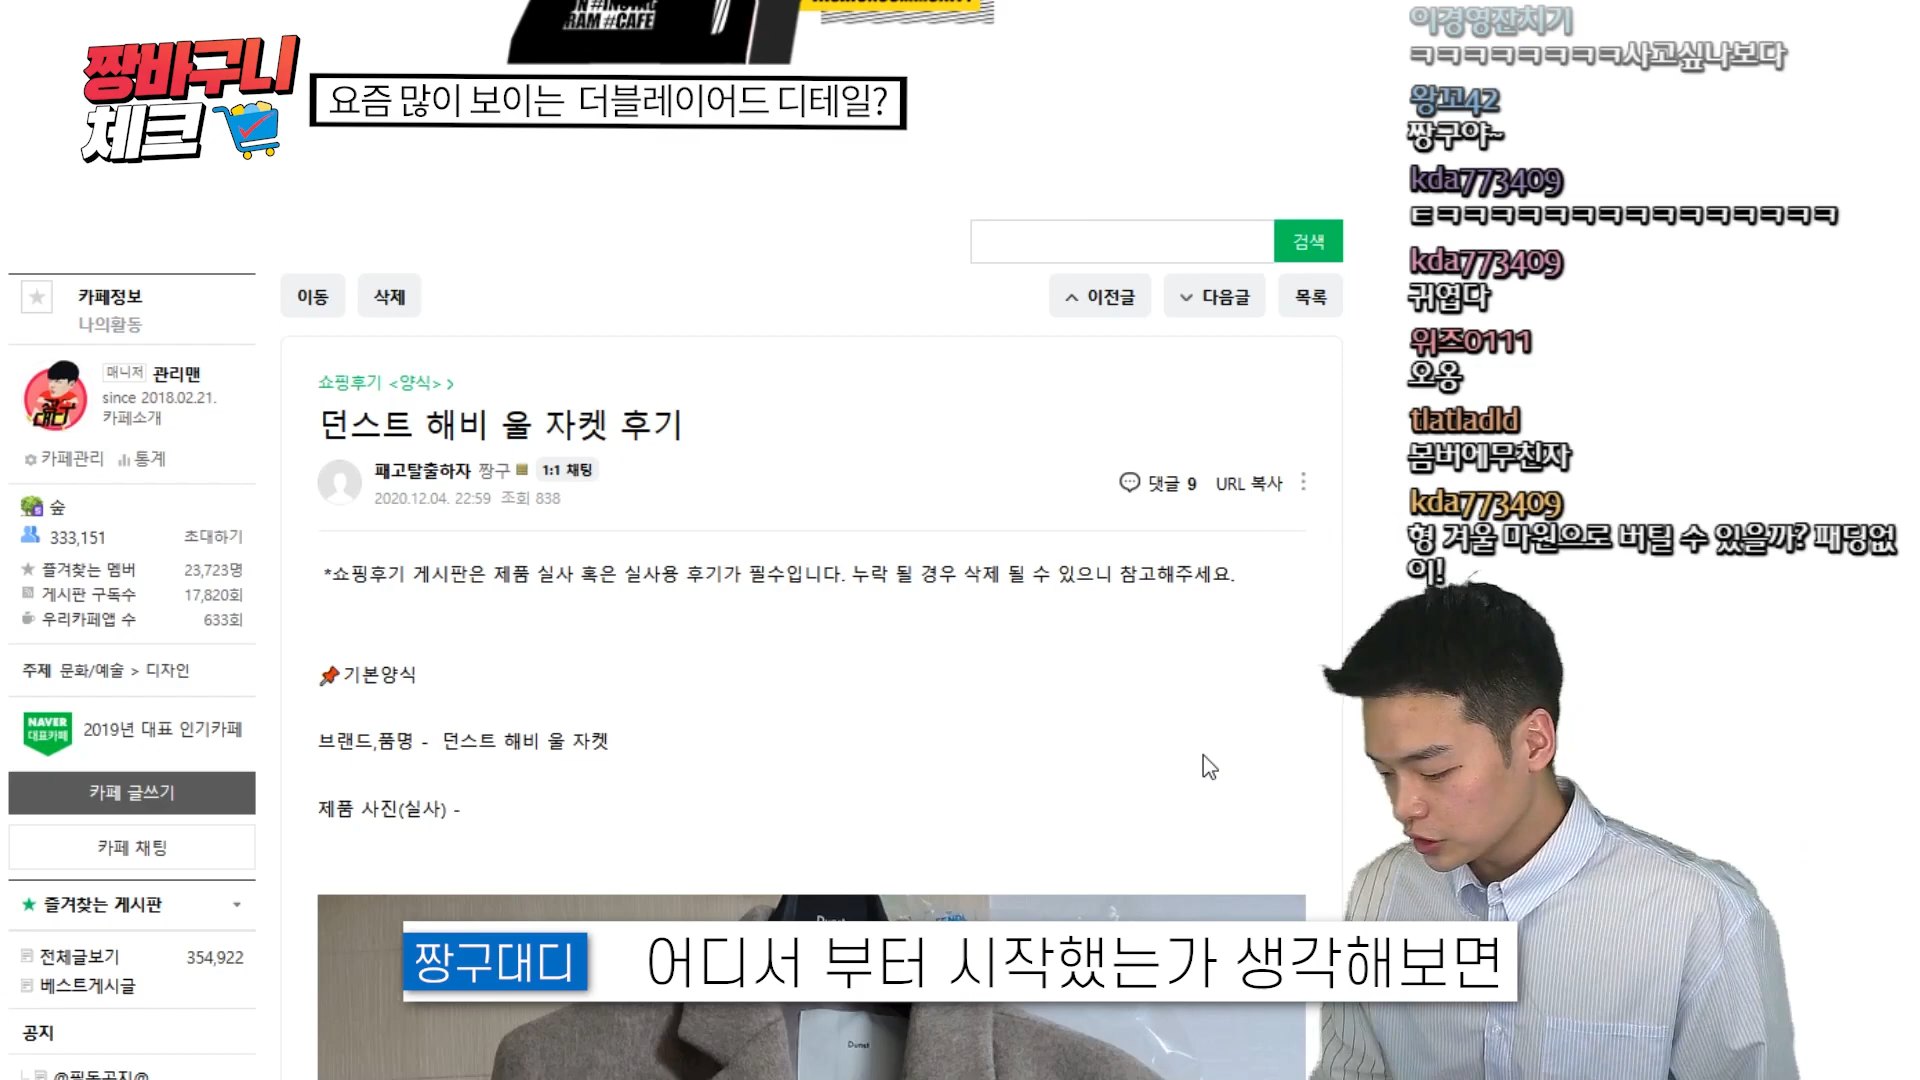 짱바구니
체크
N #INSTAG
RAM #CAFE
요즘 많이 보이는 더블레이어드 디테일?
검색
카페정보
나의활동
매니저 관리맨
since 2018.02.21.
카페소개
카페관리 통계
숲
333,151 초대하기
즐겨찾는 멤버 23,723명
게시판 구독수 17,820회
우리카페앱 수 633회
주제 문화/예술 > 디자인
NAVER
대표카페
2019년 대표 인기카페
카페 글쓰기
카페 채팅
즐겨찾는 게시판
전체글보기 354,922
베스트게시글
공지
@필독공지@
이동 삭제 이전글 다음글 목록
쇼핑후기 <양식> >
던스트 해비 울 자켓 후기
패고탈출하자 짱구 1:1 채팅
2020.12.04. 22:59 조회 838
댓글 9 URL 복사
*쇼핑후기 게시판은 제품 실사 혹은 실사용 후기가 필수입니다. 누락 될 경우 삭제 될 수 있으니 참고해주세요.
📌기본양식
브랜드,품명 - 던스트 해비 울 자켓
제품 사진(실사) -
Dunst
짱구대디 어디서 부터 시작했는가 생각해보면
이경영잔치기
ㅋㅋㅋㅋㅋㅋㅋㅋ사고싶나보다
왕꼬42
짱구야~
kda773409
ㅌㅋㅋㅋㅋㅋㅋㅋㅋㅋㅋㅋㅋㅋㅋㅋ
kda773409
귀엽다
위즈0111
오옹
tlatladld
봄버에무친자
kda773409
형 겨울 마원으로 버틸 수 있을까? 패딩없
이!